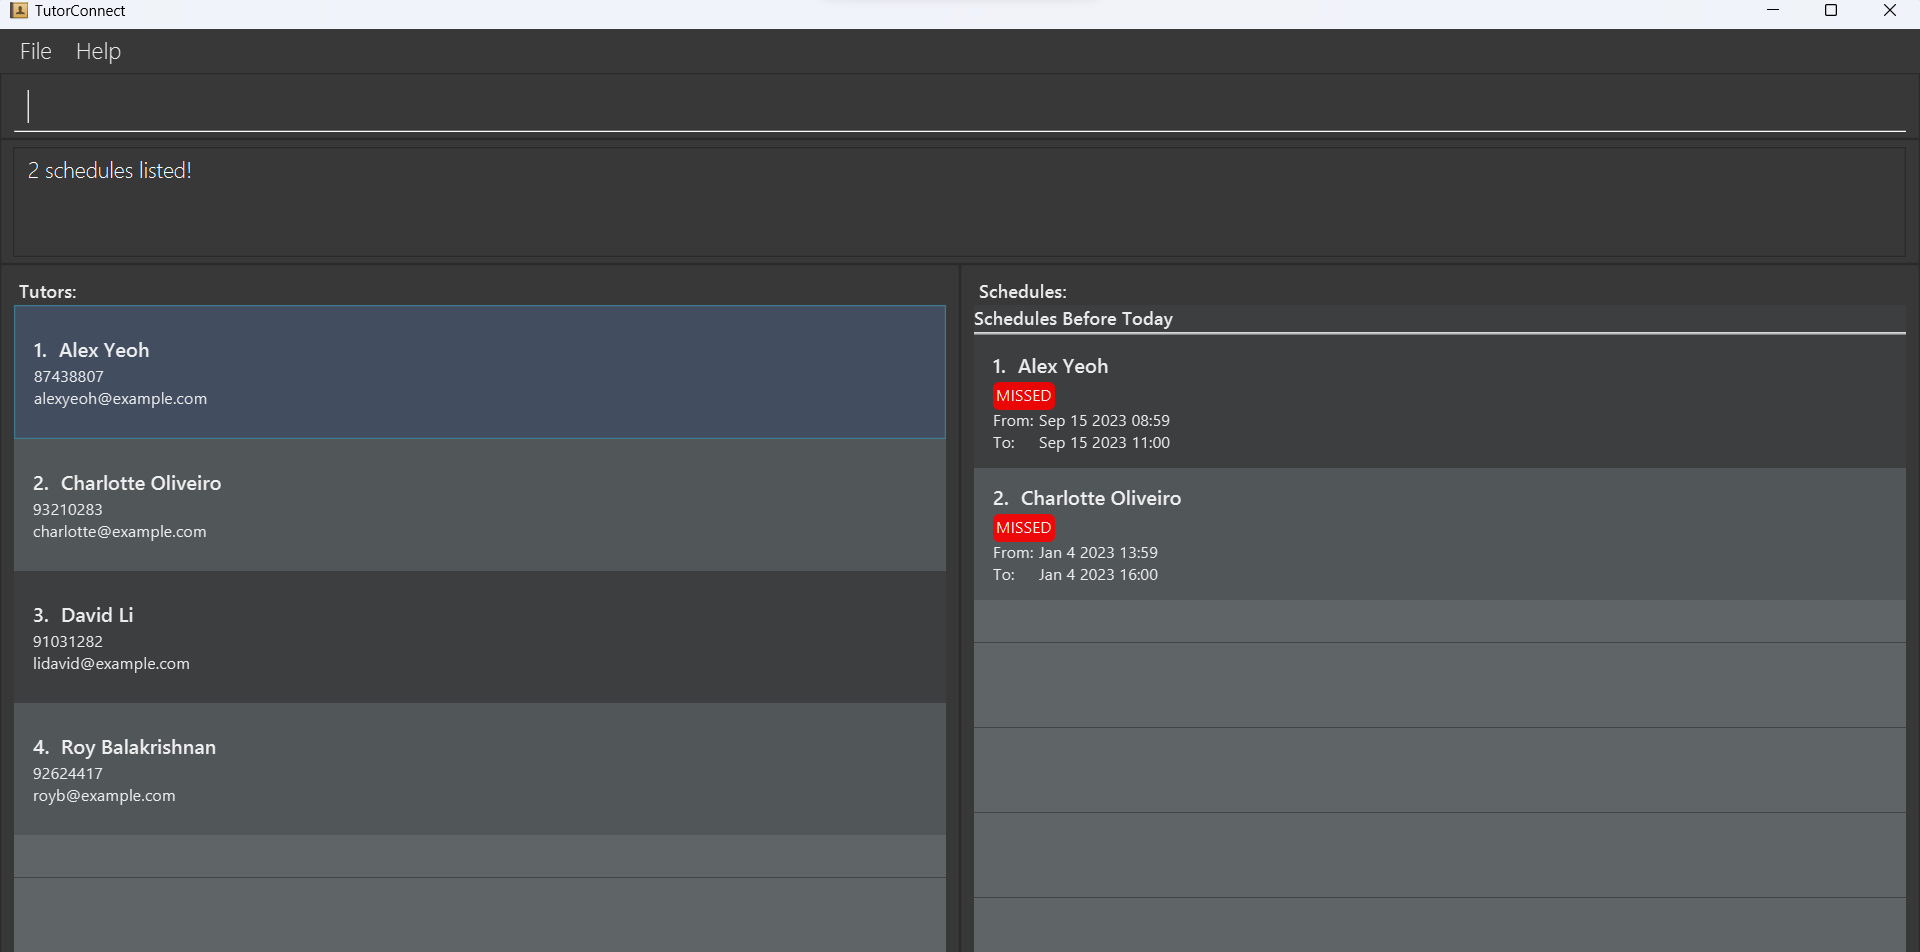 TutorConnect
File Help
2 schedules listed!
Tutors:
1. Alex Yeoh
87438807
alexyeoh@example.com
2. Charlotte Oliveiro
93210283
charlotte@example.com
3. David Li
91031282
lidavid@example.com
4. Roy Balakrishnan
92624417
royb@example.com
Schedules:
Schedules Before Today
1. Alex Yeoh
MISSED
From: Sep 15 2023 08:59
To: Sep 15 2023 11:00
2. Charlotte Oliveiro
MISSED
From: Jan 4 2023 13:59
To: Jan 4 2023 16:00